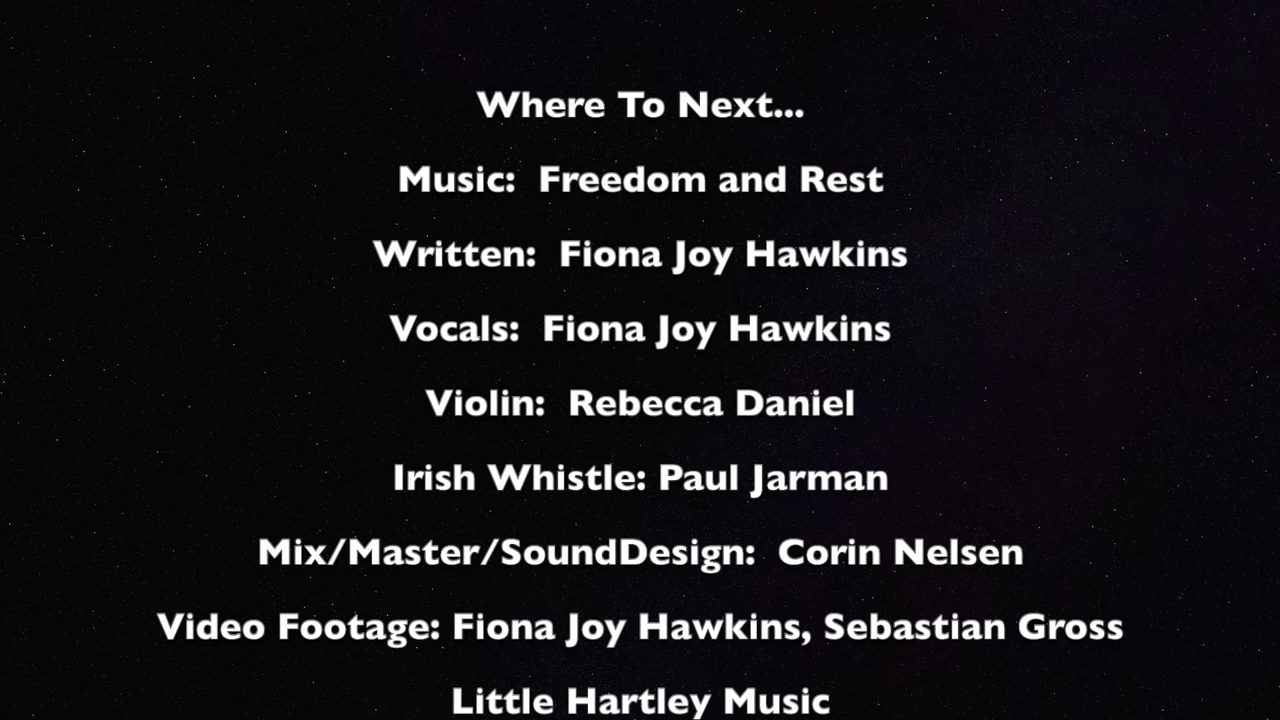 Where To Next...
Music:  Freedom and Rest
Written:  Fiona Joy Hawkins
Vocals:  Fiona Joy Hawkins
Violin:  Rebecca Daniel
Irish Whistle: Paul Jarman
Mix/Master/SoundDesign:  Corin Nelsen
Video Footage: Fiona Joy Hawkins, Sebastian Gross
Little Hartley Music